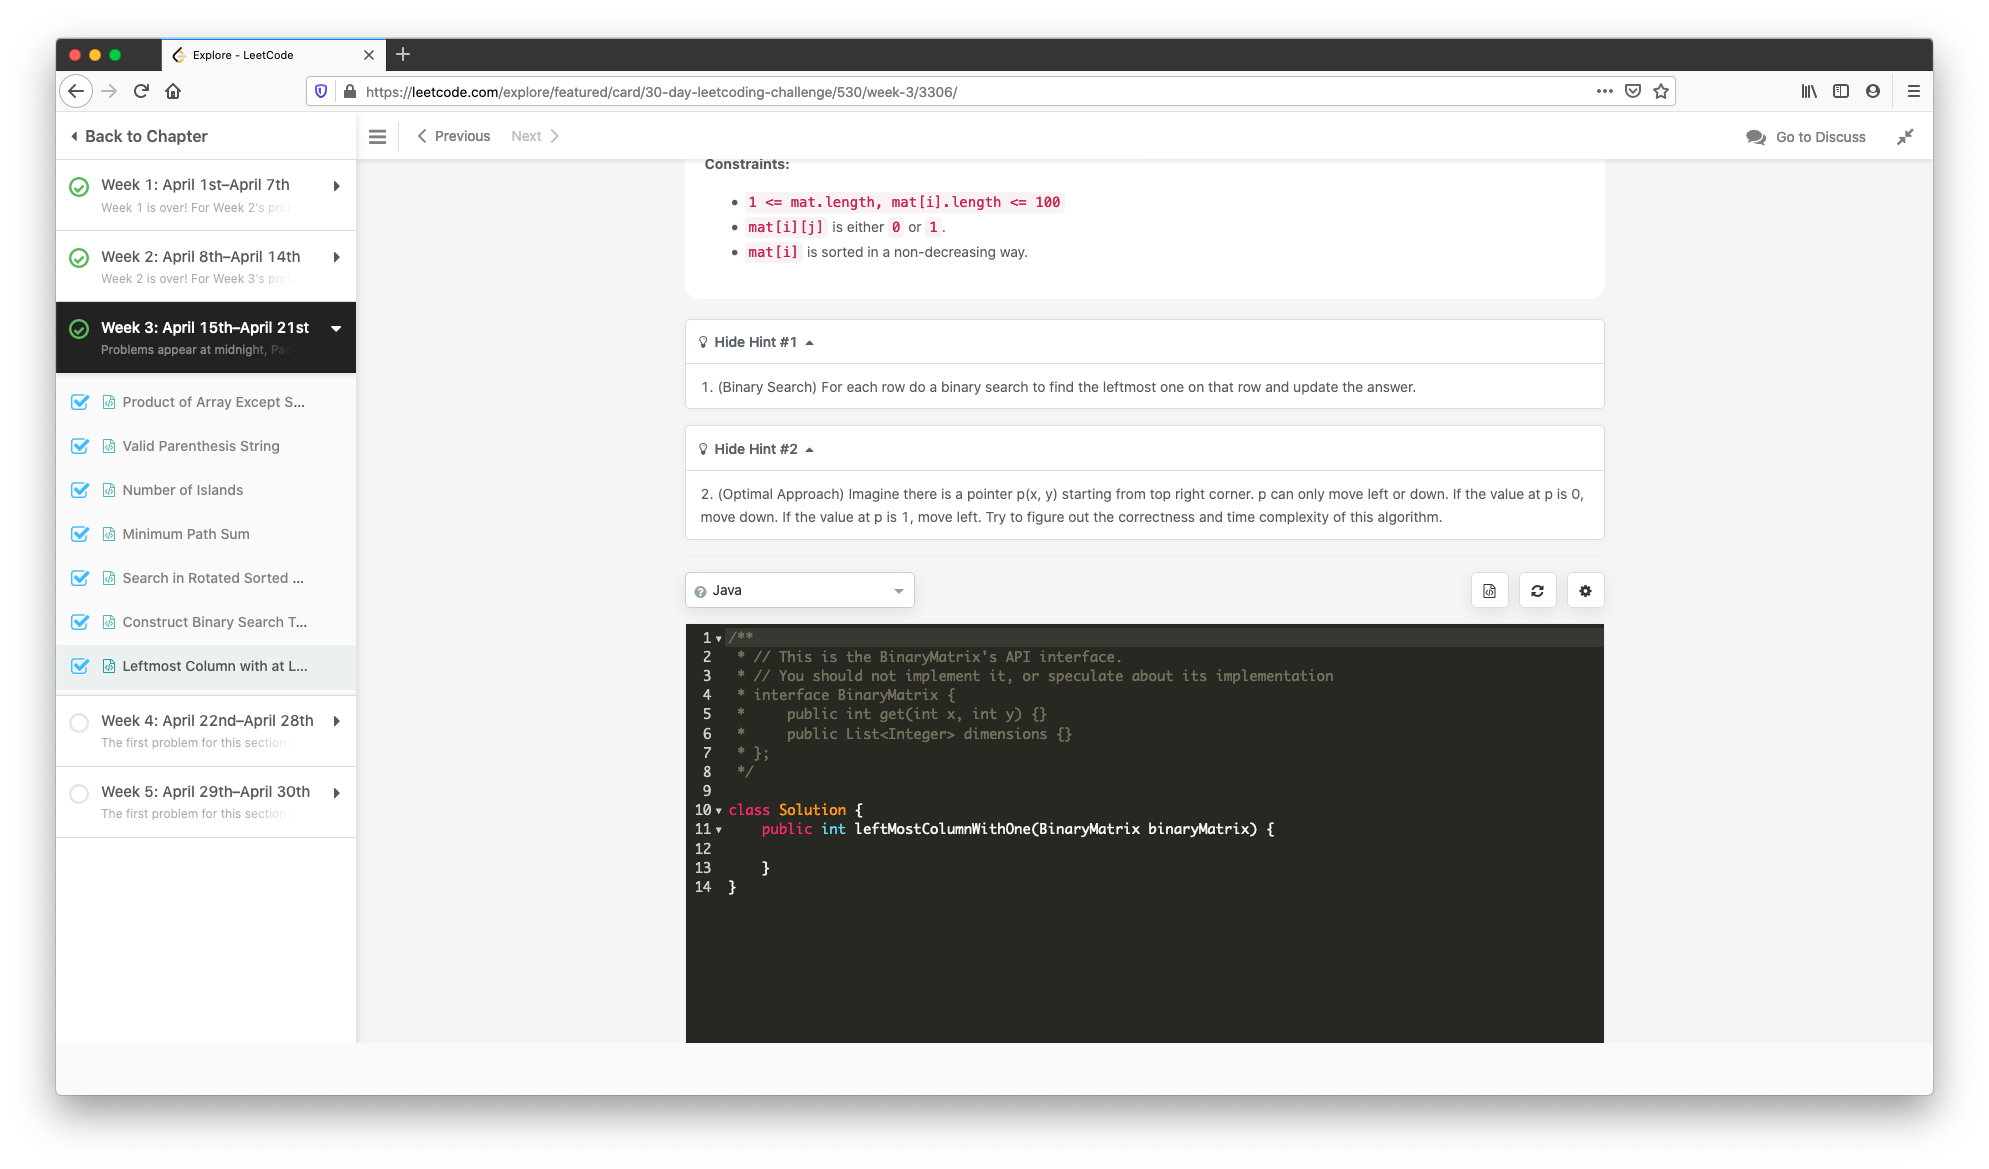 Explore - LeetCode
https://leetcode.com/explore/featured/card/30-day-leetcoding-challenge/530/week-3/3306/
Back to Chapter
Previous
Next
Go to Discuss
Week 1: April 1st–April 7th
Week 1 is over! For Week 2's
Week 2: April 8th–April 14th
Week 2 is over! For Week 3's
Week 3: April 15th–April 21st
Problems appear at midnight,
Product of Array Except S...
Valid Parenthesis String
Number of Islands
Minimum Path Sum
Search in Rotated Sorted ...
Construct Binary Search T...
Leftmost Column with at L...
Week 4: April 22nd–April 28th
The first problem for this section
Week 5: April 29th–April 30th
The first problem for this section
Constraints:
1 <= mat.length, mat[i].length <= 100
mat[i][j] is either 0 or 1.
mat[i] is sorted in a non-decreasing way.
Hide Hint #1
1. (Binary Search) For each row do a binary search to find the leftmost one on that row and update the answer.
Hide Hint #2
2. (Optimal Approach) Imagine there is a pointer p(x, y) starting from top right corner. p can only move left or down. If the value at p is 0,
move down. If the value at p is 1, move left. Try to figure out the correctness and time complexity of this algorithm.
Java
1 /**
2  * // This is the BinaryMatrix's API interface.
3  * // You should not implement it, or speculate about its implementation
4  * interface BinaryMatrix {
5  *     public int get(int x, int y) {}
6  *     public List<Integer> dimensions {}
7  * };
8  */
9
10 class Solution {
11     public int leftMostColumnWithOne(BinaryMatrix binaryMatrix) {
12
13     }
14 }